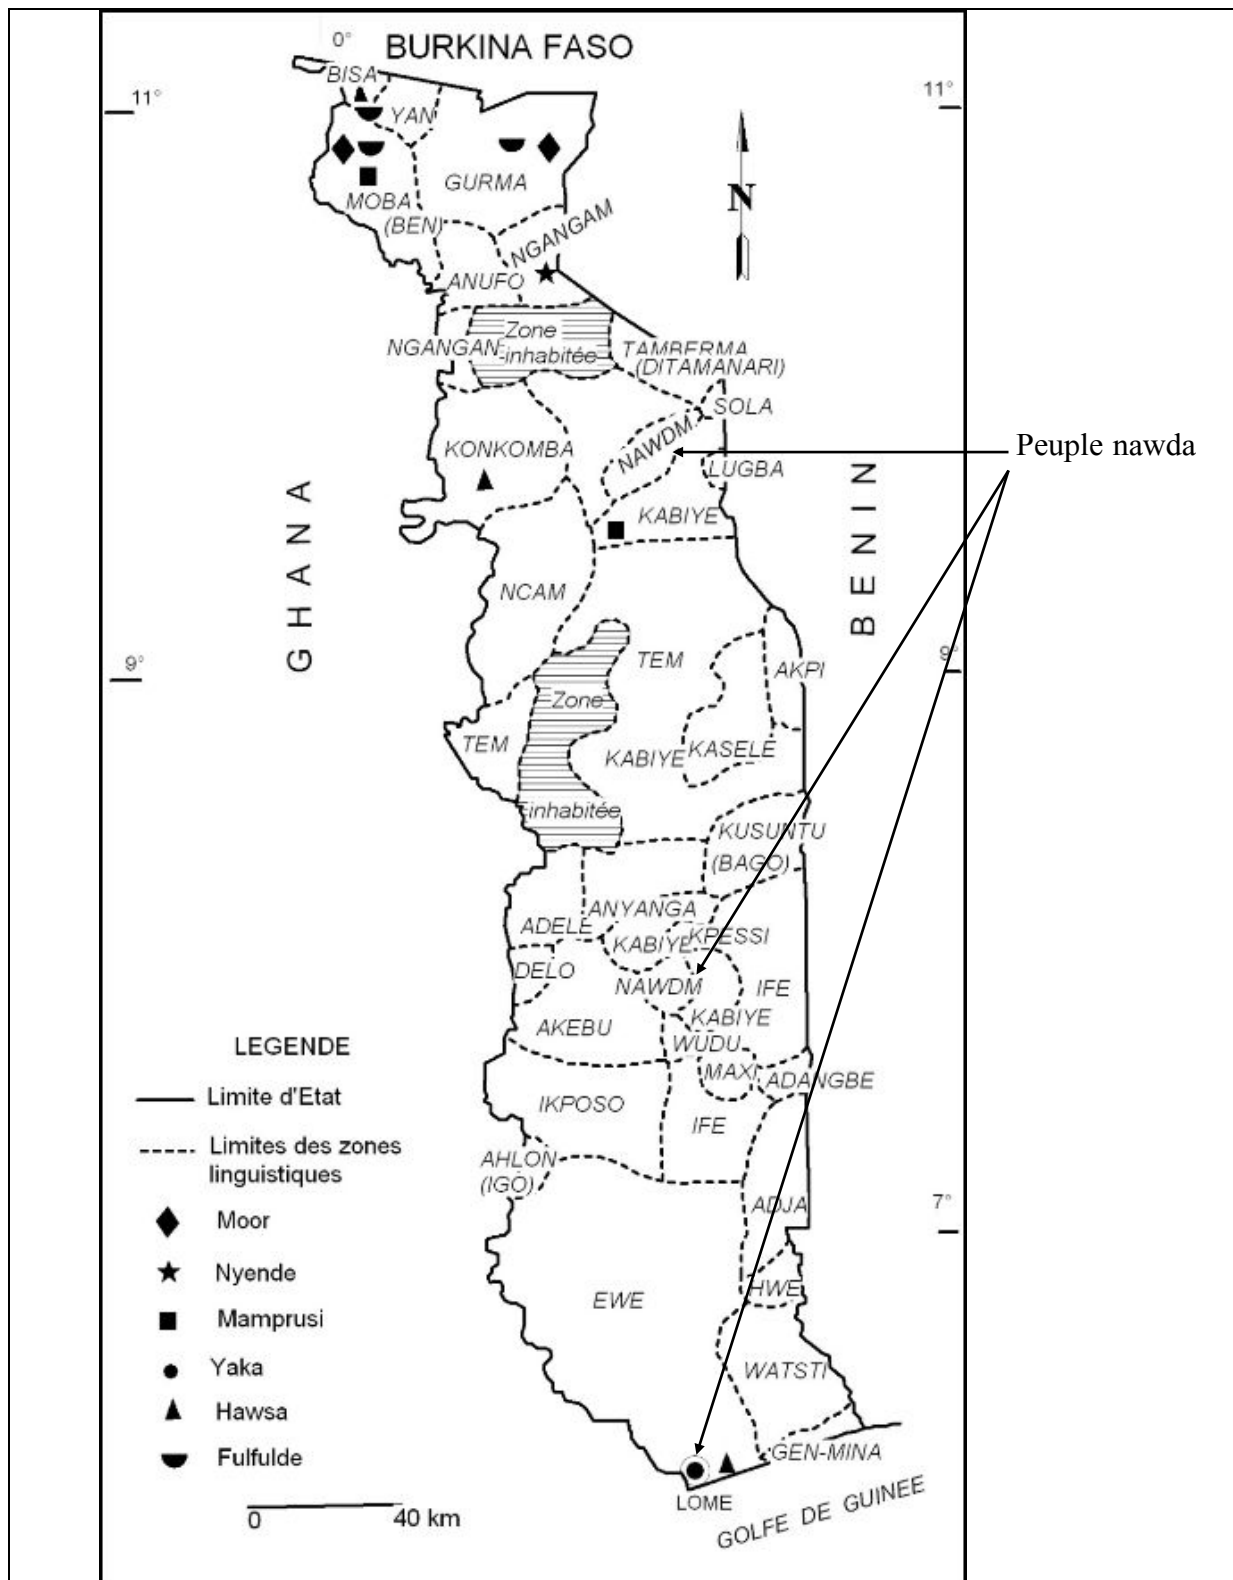 0°
BURKINA FASO
BISA
11°
11°
YAN
GURMA
N
MOBA
(BEN)
NGANGAM
ANUFO
Zone
inhabitée
NGANGAN
TAMBERMA
(DITAMANARI)
SOLA
NAWDM
Peuple nawda
KONKOMBA
LUGBA
KABIYE
GHANA
BENIN
NCAM
9°
9°
TEM
AKPI
Zone
TEM
KABIYE
KASELE
inhabitée
KUSUNTU
(BAGO)
ANYANGA
ADELE
KABIYE
KPESSI
DELO
NAWDM
IFE
KABIYE
AKEBU
WUDU
MAXI
ADANGBE
IKPOSO
IFE
AHLON
(IGO)
ADJA
7°
HWE
EWE
WATSTI
GEN-MINA
LOME
GOLFE DE GUINEE
LEGENDE
Limite d'Etat
Limites des zones
linguistiques
Moor
Nyende
Mamprusi
Yaka
Hawsa
Fulfulde
0
40 km